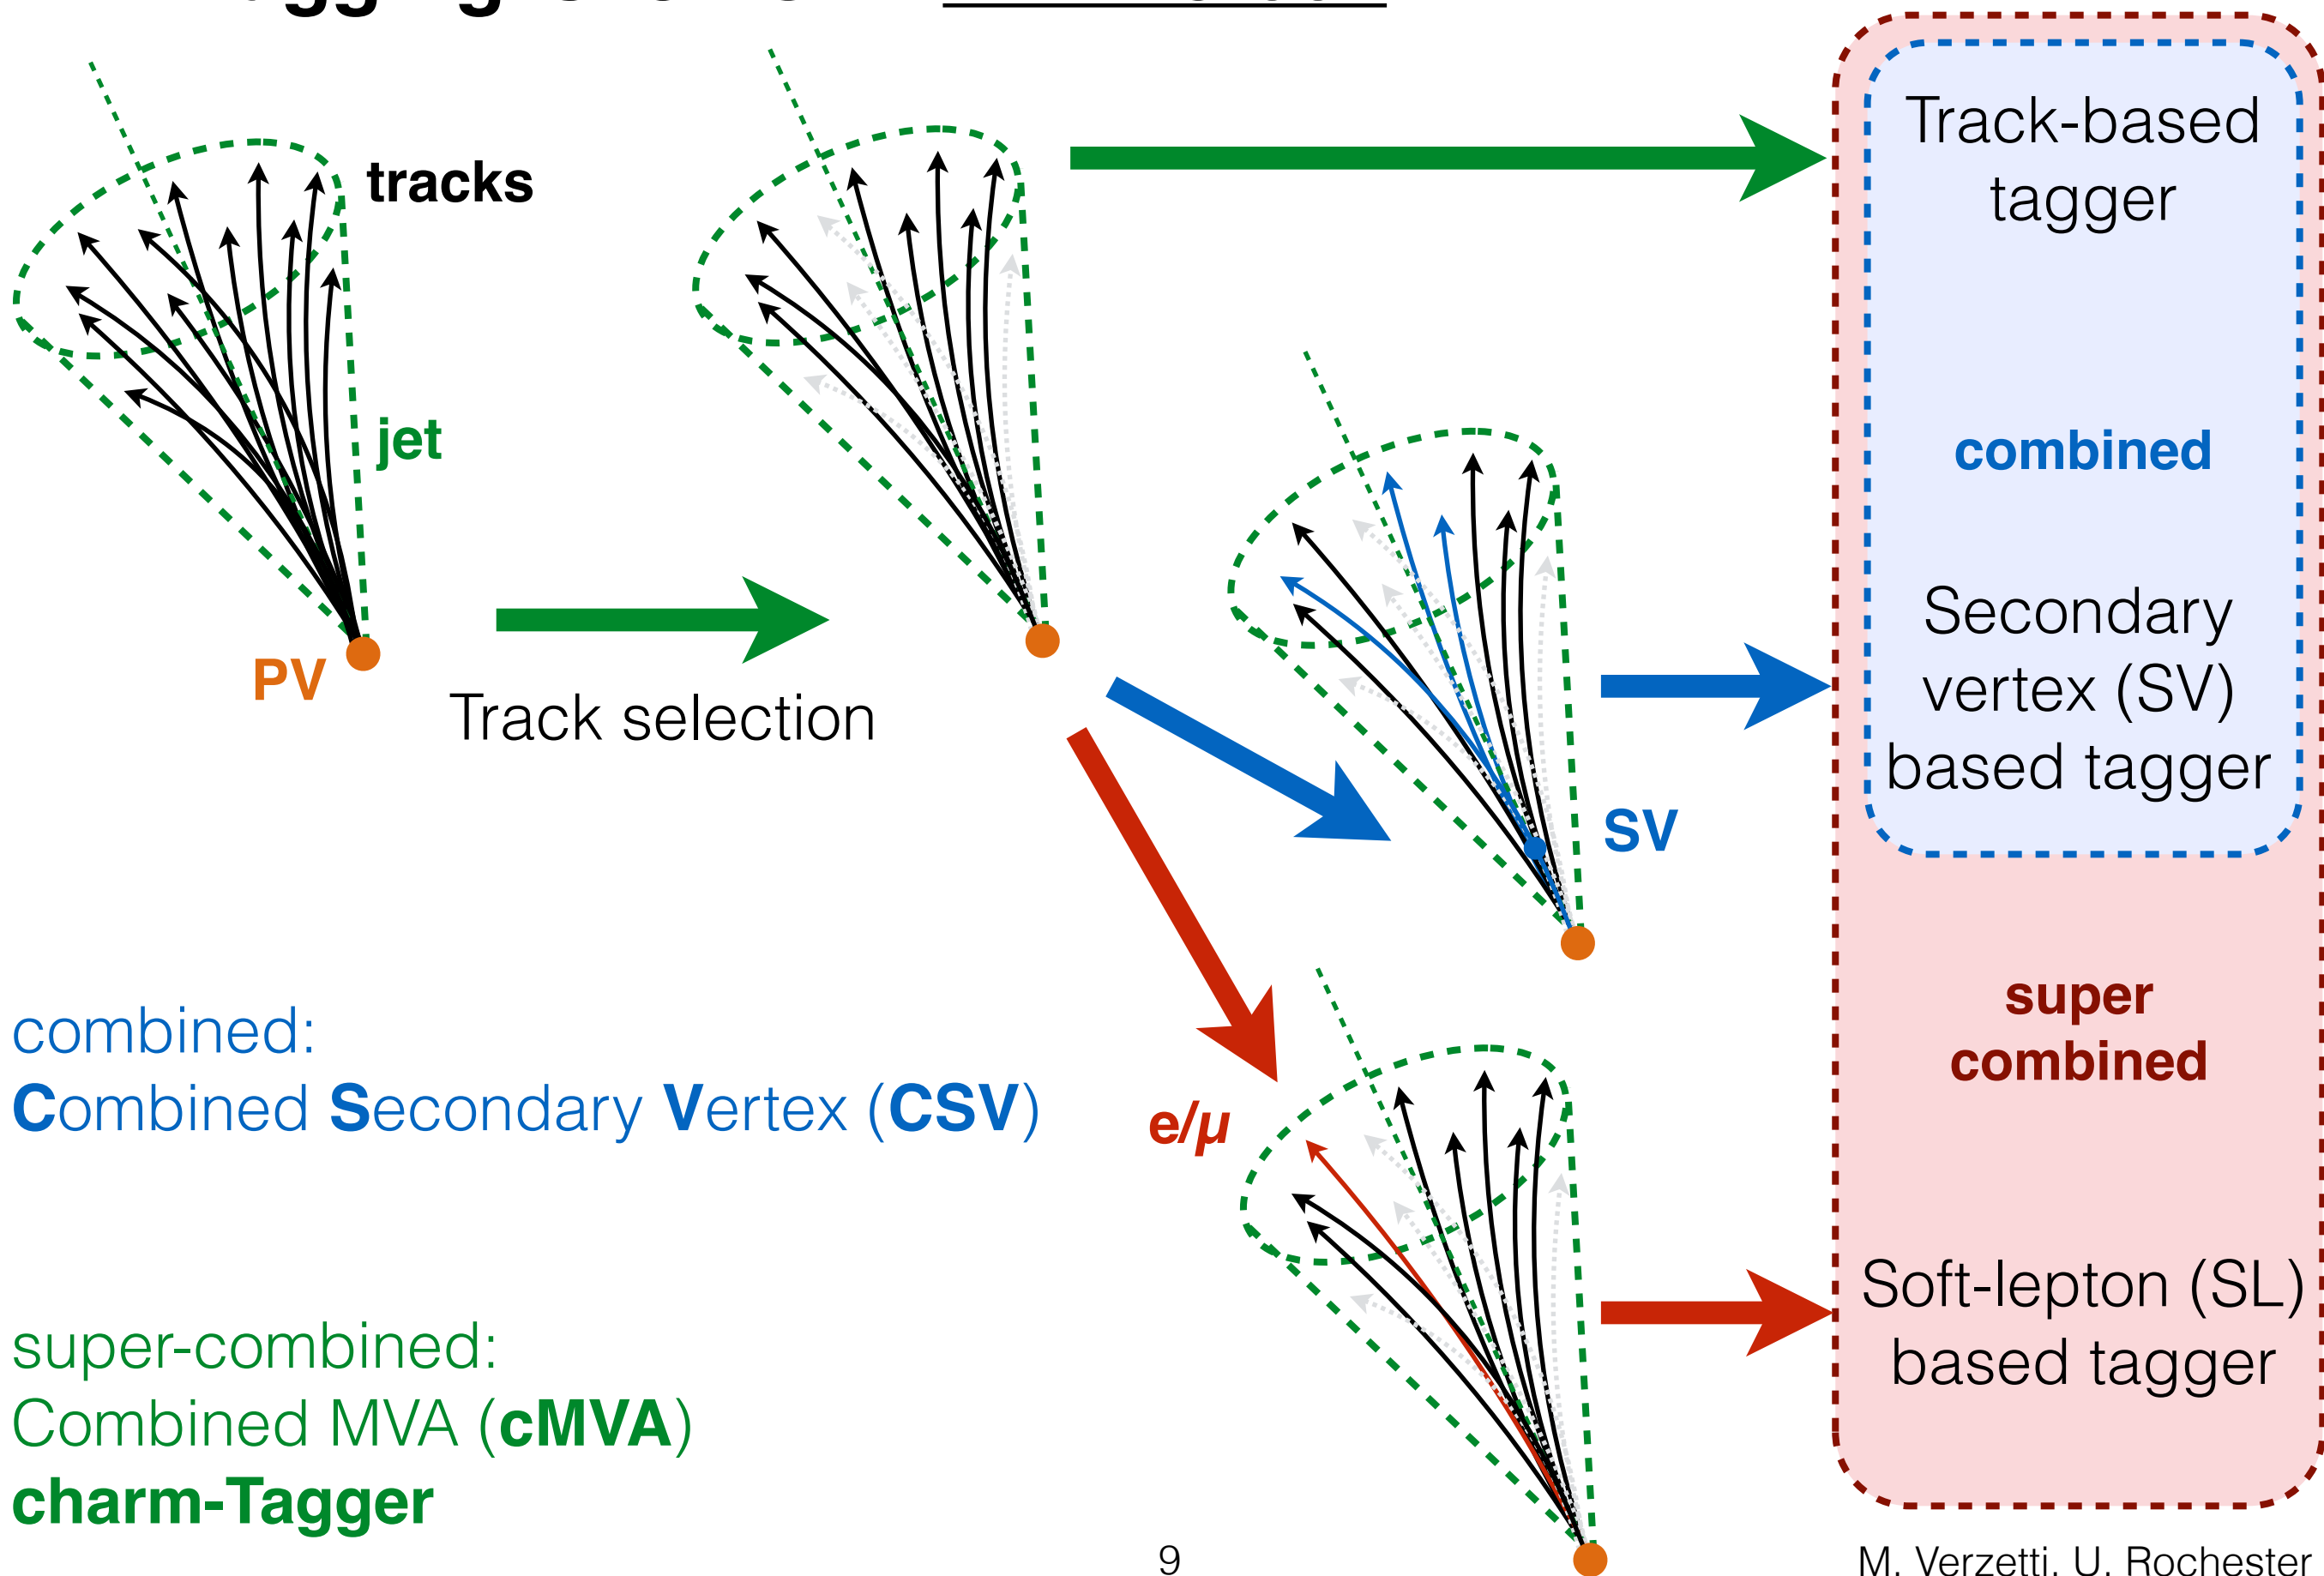 tracks
jet
PV
Track selection
SV
e/μ
Track-based
tagger
combined
Secondary
vertex (SV)
based tagger
super
combined
Soft-lepton (SL)
based tagger
combined:
Combined Secondary Vertex (CSV)
super-combined:
Combined MVA (cMVA)
charm-Tagger
9
M. Verzetti, U. Rochester